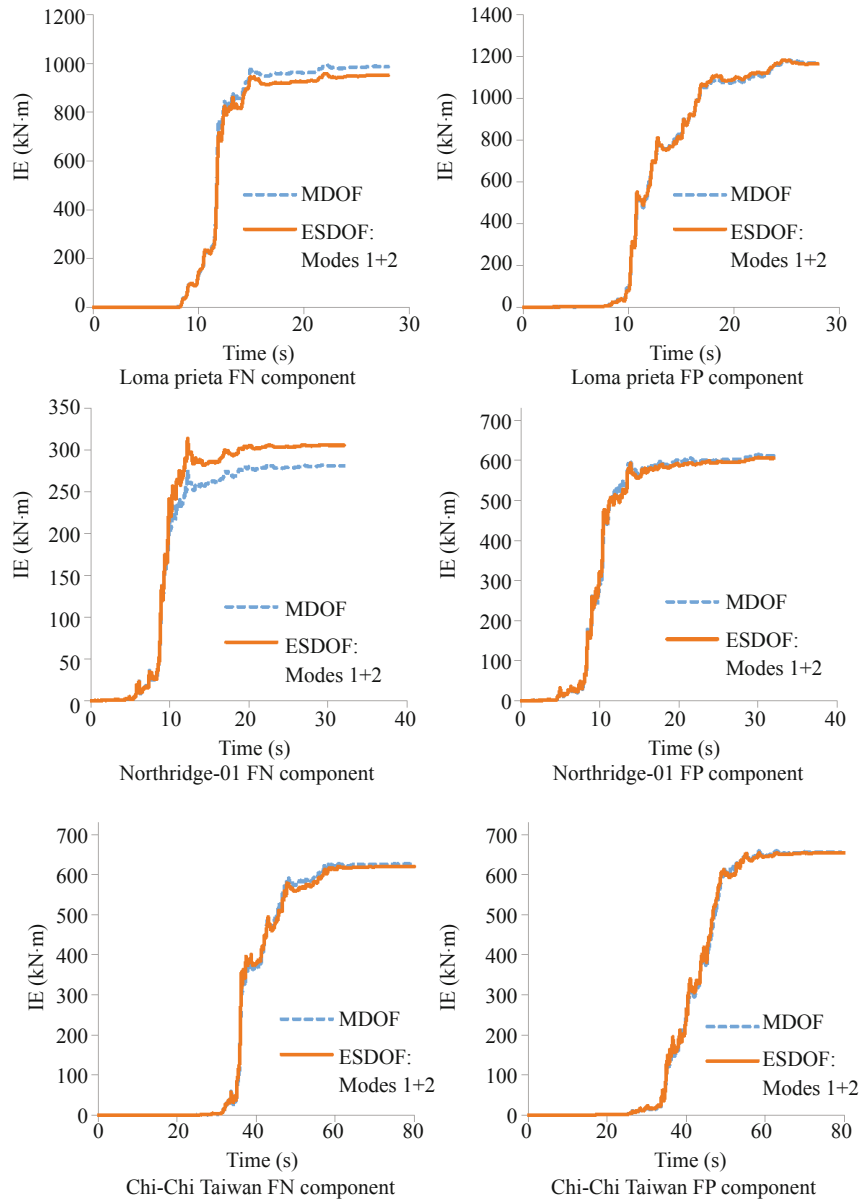 1200
1000
800
600
400
200
0
IE (kN·m)
MDOF
ESDOF:
Modes 1+2
0 10 20 30
Time (s)
Loma prieta FN component
1400
1200
1000
800
600
400
200
0
IE (kN·m)
MDOF
ESDOF:
Modes 1+2
0 10 20 30
Time (s)
Loma prieta FP component
350
300
250
200
150
100
50
0
IE (kN·m)
MDOF
ESDOF:
Modes 1+2
0 10 20 30 40
Time (s)
Northridge-01 FN component
700
600
500
400
300
200
100
0
IE (kN·m)
MDOF
ESDOF:
Modes 1+2
0 10 20 30 40
Time (s)
Northridge-01 FP component
700
600
500
400
300
200
100
0
IE (kN·m)
MDOF
ESDOF:
Modes 1+2
0 20 40 60 80
Time (s)
Chi-Chi Taiwan FN component
700
600
500
400
300
200
100
0
IE (kN·m)
MDOF
ESDOF:
Modes 1+2
0 20 40 60 80
Time (s)
Chi-Chi Taiwan FP component